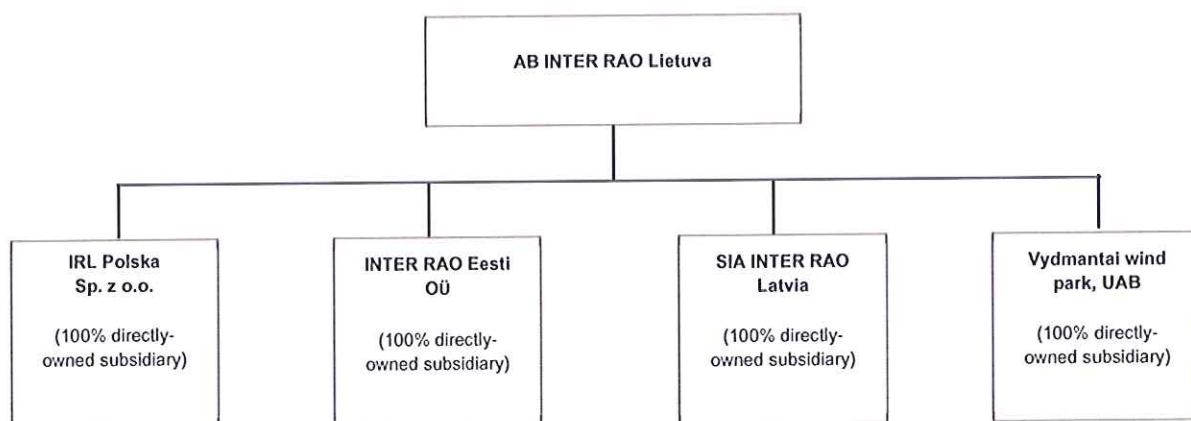 AB INTER RAO Lietuva
IRL Polska
Sp. z o.o.
(100% directly-
owned subsidiary)
INTER RAO Eesti
OÜ
(100% directly-
owned subsidiary)
SIA INTER RAO
Latvia
(100% directly-
owned subsidiary)
Vydmantai wind
park, UAB
(100% directly-
owned subsidiary)